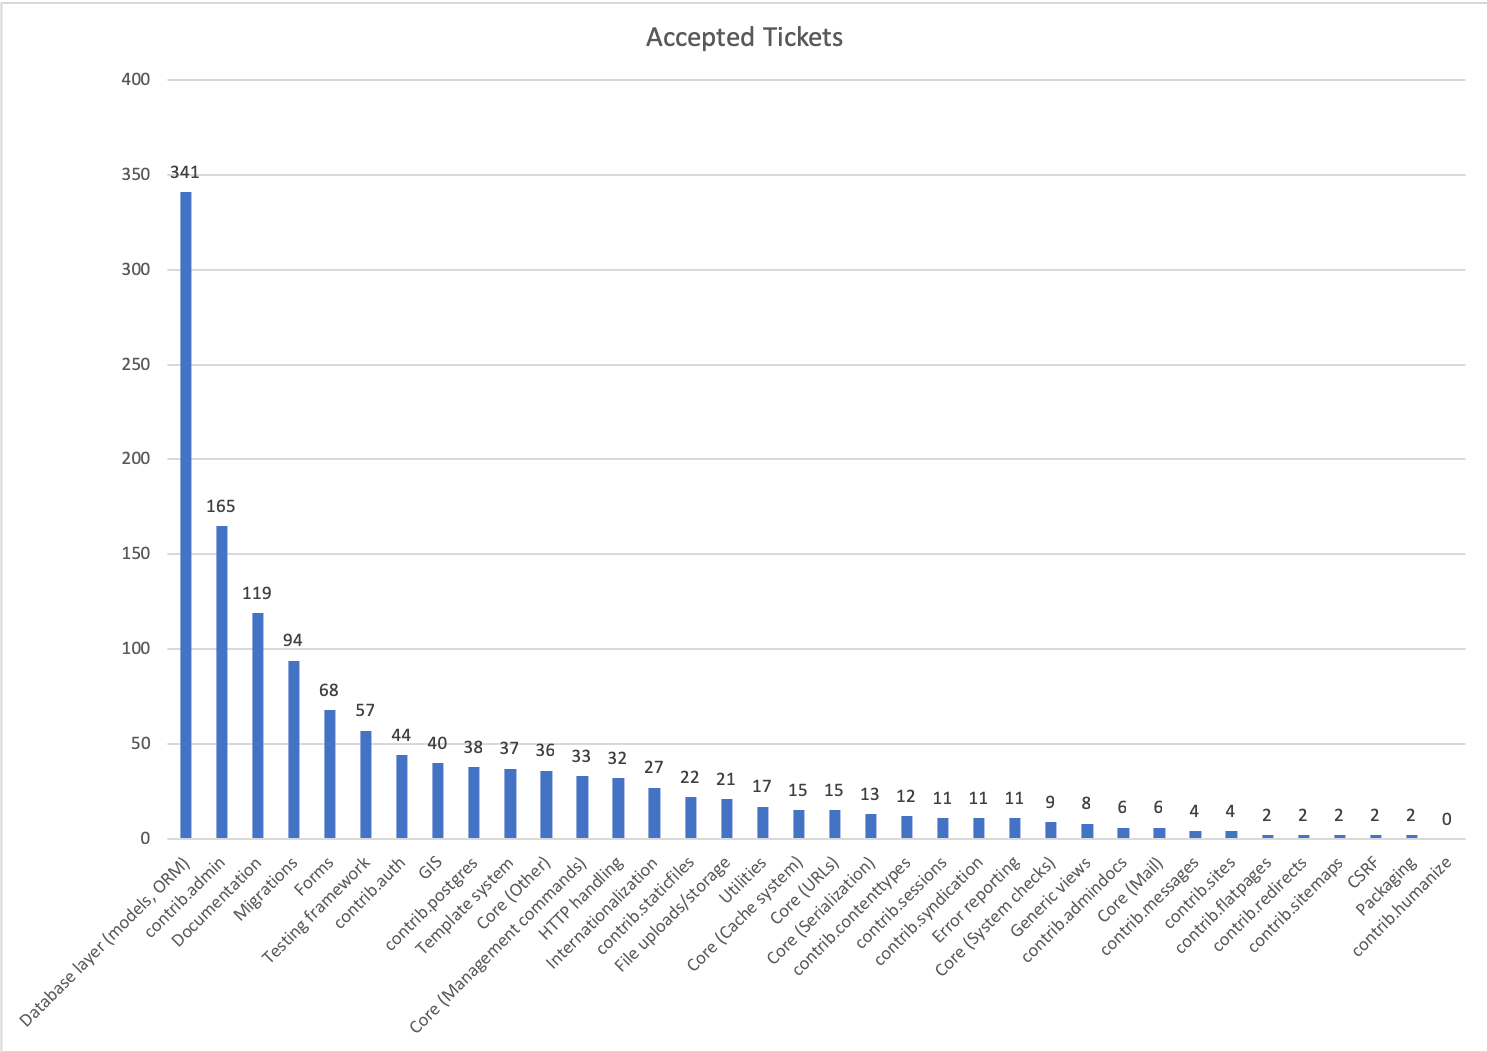 Accepted Tickets
400
350
300
250
200
150
100
50
0
341
165
119
94
68
57
44
40
38
37
36
33
32
27
22
21
17
15
15
13
12
11
11
11
9
8
6
6
4
4
2
2
2
2
2
0
Database layer (models, ORM)
contrib.admin
Documentation
Migrations
Forms
Testing framework
contrib.auth
GIS
contrib.postgres
Template system
Core (Other)
Core (Management commands)
HTTP handling
Internationalization
contrib.staticfiles
File uploads/storage
Utilities
Core (Cache system)
Core (URLs)
Core (Serialization)
contrib.contenttypes
contrib.sessions
contrib.syndication
Error reporting
Core (System checks)
Generic views
contrib.admindocs
Core (Mail)
contrib.messages
contrib.sites
contrib.flatpages
contrib.redirects
contrib.sitemaps
CSRF
Packaging
contrib.humanize